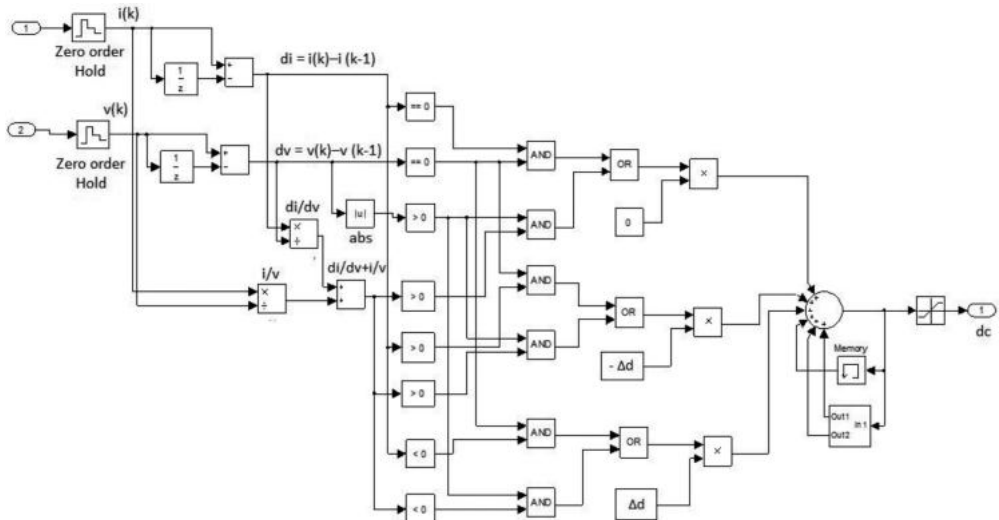 1
i(k)
Zero order
Hold
1
z
+
−
di = i(k)−i (k-1)
2
v(k)
Zero order
Hold
1
z
+
−
dv = v(k)−v (k-1)
di/dv
×
÷
|u|
abs
i/v
×
÷
di/dv+i/v
+
+
== 0
== 0
> 0
> 0
> 0
> 0
< 0
< 0
AND
AND
AND
AND
AND
AND
OR
OR
OR
×
0
×
- Δd
×
Δd
Memory
Out1
Out2
In 1
1
dc